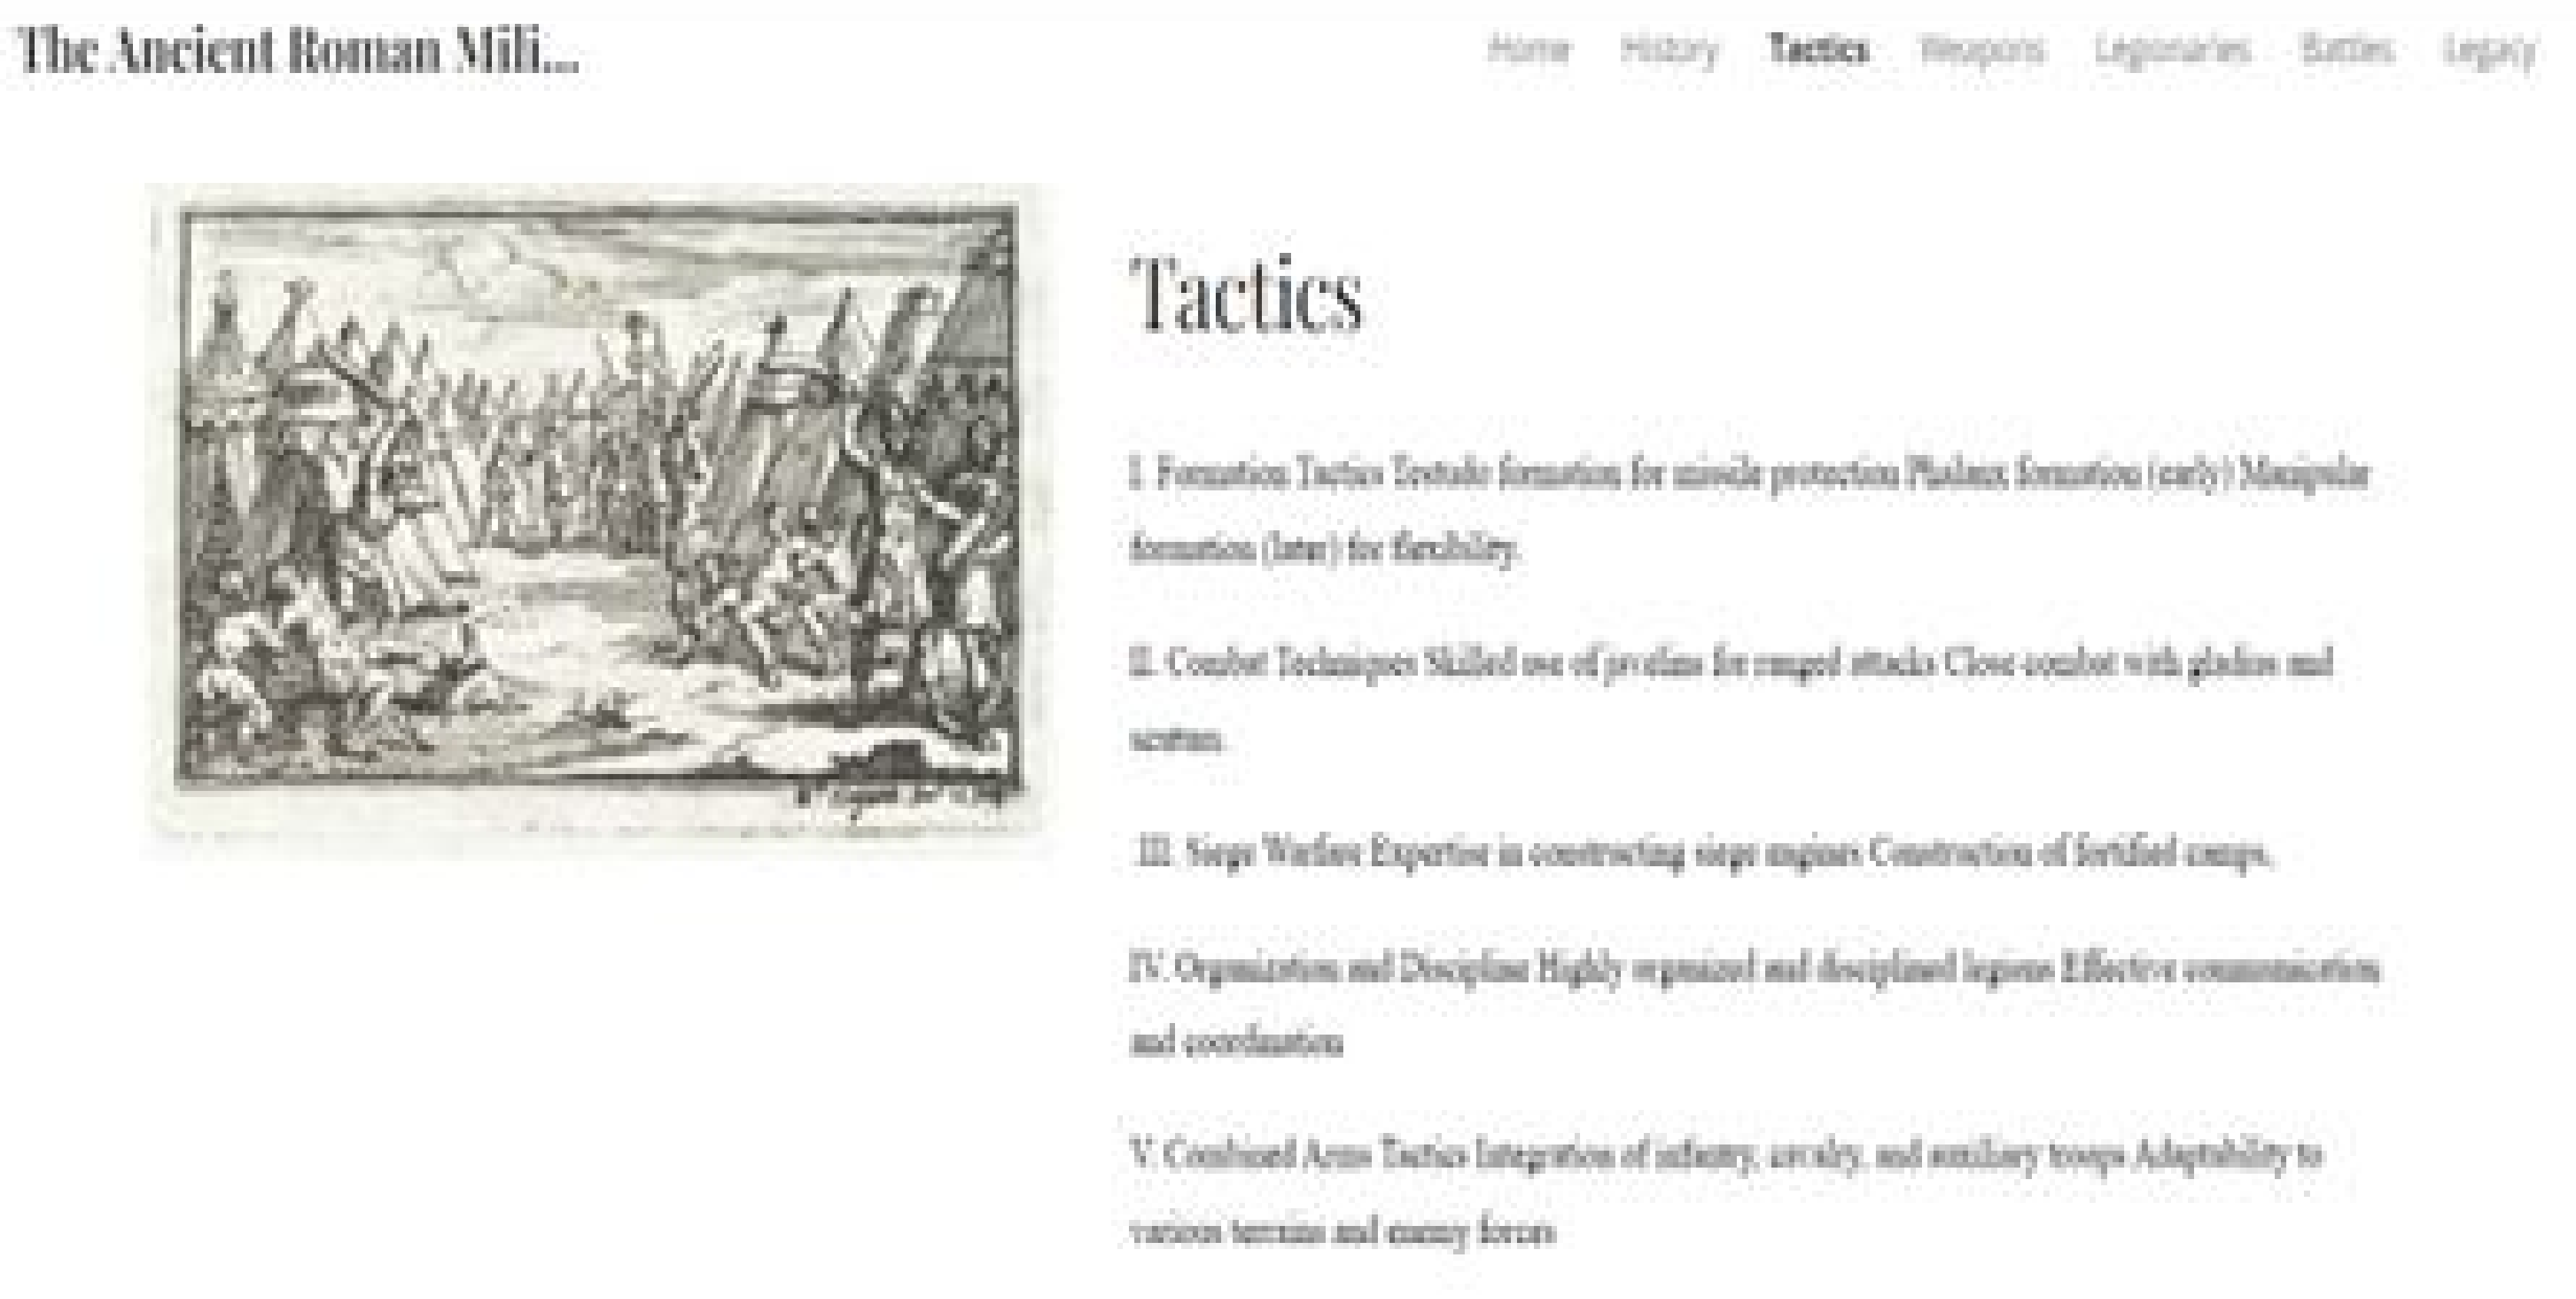 The Ancient Roman Mili...
Home History Tactics Weapons Legionaries Battles Legacy
Tactics
I. Formation Tactics Testudo formation for missile protection Phalanx formation (early) Manipular
formation (later) for flexibility.
II. Combat Techniques Skilled use of javelins for ranged attacks Close combat with gladius and
scutum.
.III. Siege Warfare Expertise in constructing siege engines Construction of fortified camps.
IV. Organization and Discipline Highly organized and disciplined legions Effective communication
and coordination
V. Combined Arms Tactics Integration of infantry, cavalry, and auxiliary troops Adaptability to
various terrains and enemy forces